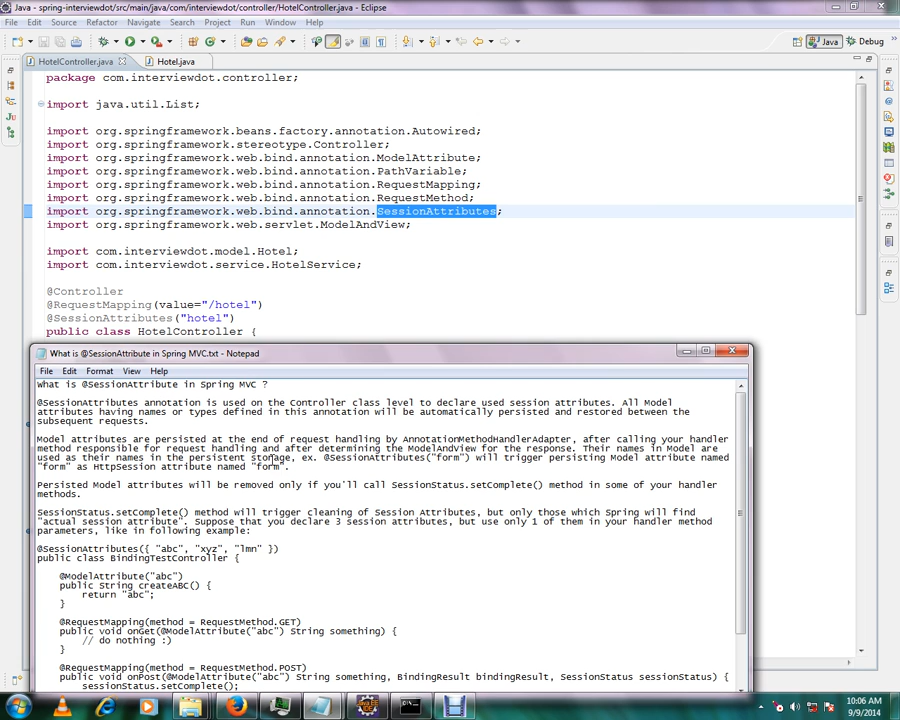 Java - spring-interviewdot/src/main/java/com/interviewdot/controller/HotelController.java - Eclipse
File Edit Source Refactor Navigate Search Project Run Window Help
Java Debug
HotelController.java Hotel.java
package com.interviewdot.controller;
import java.util.List;
import org.springframework.beans.factory.annotation.Autowired;
import org.springframework.stereotype.Controller;
import org.springframework.web.bind.annotation.ModelAttribute;
import org.springframework.web.bind.annotation.PathVariable;
import org.springframework.web.bind.annotation.RequestMapping;
import org.springframework.web.bind.annotation.RequestMethod;
import org.springframework.web.bind.annotation.SessionAttributes;
import org.springframework.web.servlet.ModelAndView;
import com.interviewdot.model.Hotel;
import com.interviewdot.service.HotelService;
@Controller
@RequestMapping(value="/hotel")
@SessionAttributes("hotel")
public class HotelController {
What is @SessionAttribute in Spring MVC.txt - Notepad
File Edit Format View Help
What is @SessionAttribute in Spring MVC ?
@SessionAttributes annotation is used on the Controller class level to declare used session attributes. All Model
attributes having names or types defined in this annotation will be automatically persisted and restored between the
subsequent requests.
Model attributes are persisted at the end of request handling by AnnotationMethodHandlerAdapter, after calling your handler
method responsible for request handling and after determining the ModelAndView for the response. Their names in Model are
used as their names in the persistent storage, ex. @SessionAttributes("form") will trigger persisting Model attribute named
"form" as HttpSession attribute named "form".
Persisted Model attributes will be removed only if you'll call SessionStatus.setComplete() method in some of your handler
methods.
SessionStatus.setComplete() method will trigger cleaning of Session Attributes, but only those which Spring will find
"actual session attribute". Suppose that you declare 3 session attributes, but use only 1 of them in your handler method
parameters, like in following example:
@SessionAttributes({ "abc", "xyz", "lmn" })
public class BindingTestController {
@ModelAttribute("abc")
public String createABC() {
return "abc";
}
@RequestMapping(method = RequestMethod.GET)
public void onGet(@ModelAttribute("abc") String something) {
// do nothing :)
}
@RequestMapping(method = RequestMethod.POST)
public void onPost(@ModelAttribute("abc") String something, BindingResult bindingResult, SessionStatus sessionStatus) {
sessionStatus.setComplete();
10:06 AM
9/9/2014